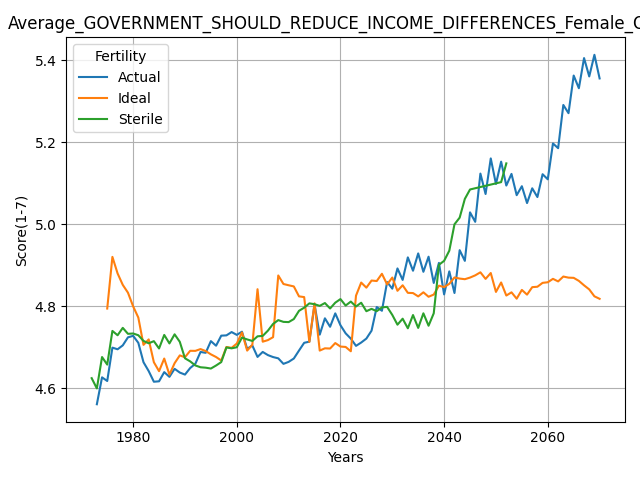 Average_GOVERNMENT_SHOULD_REDUCE_INCOME_DIFFERENCES_Female_
Fertility
Actual
Ideal
Sterile
5.4
5.2
5.0
4.8
4.6
Score(1-7)
1980 2000 2020 2040 2060
Years